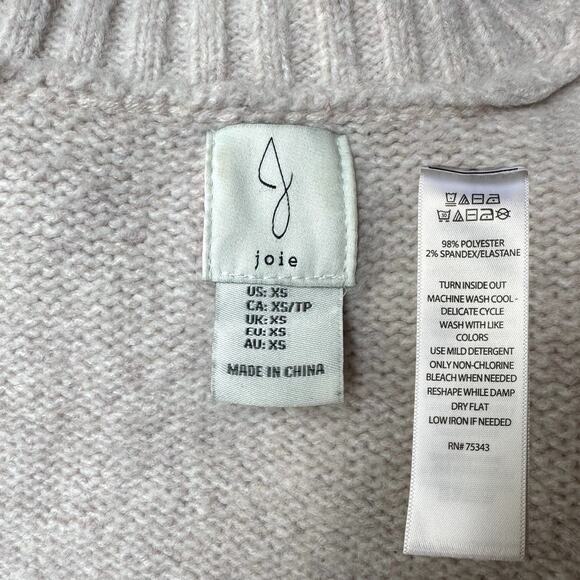 joie
US: XS
CA: XS/TP
UK: XS
EU: XS
AU: XS
MADE IN CHINA
98% POLYESTER
2% SPANDEX/ELASTANE
TURN INSIDE OUT
MACHINE WASH COOL -
DELICATE CYCLE
WASH WITH LIKE
COLORS
USE MILD DETERGENT
ONLY NON-CHLORINE
BLEACH WHEN NEEDED
RESHAPE WHILE DAMP
DRY FLAT
LOW IRON IF NEEDED
RN# 75343